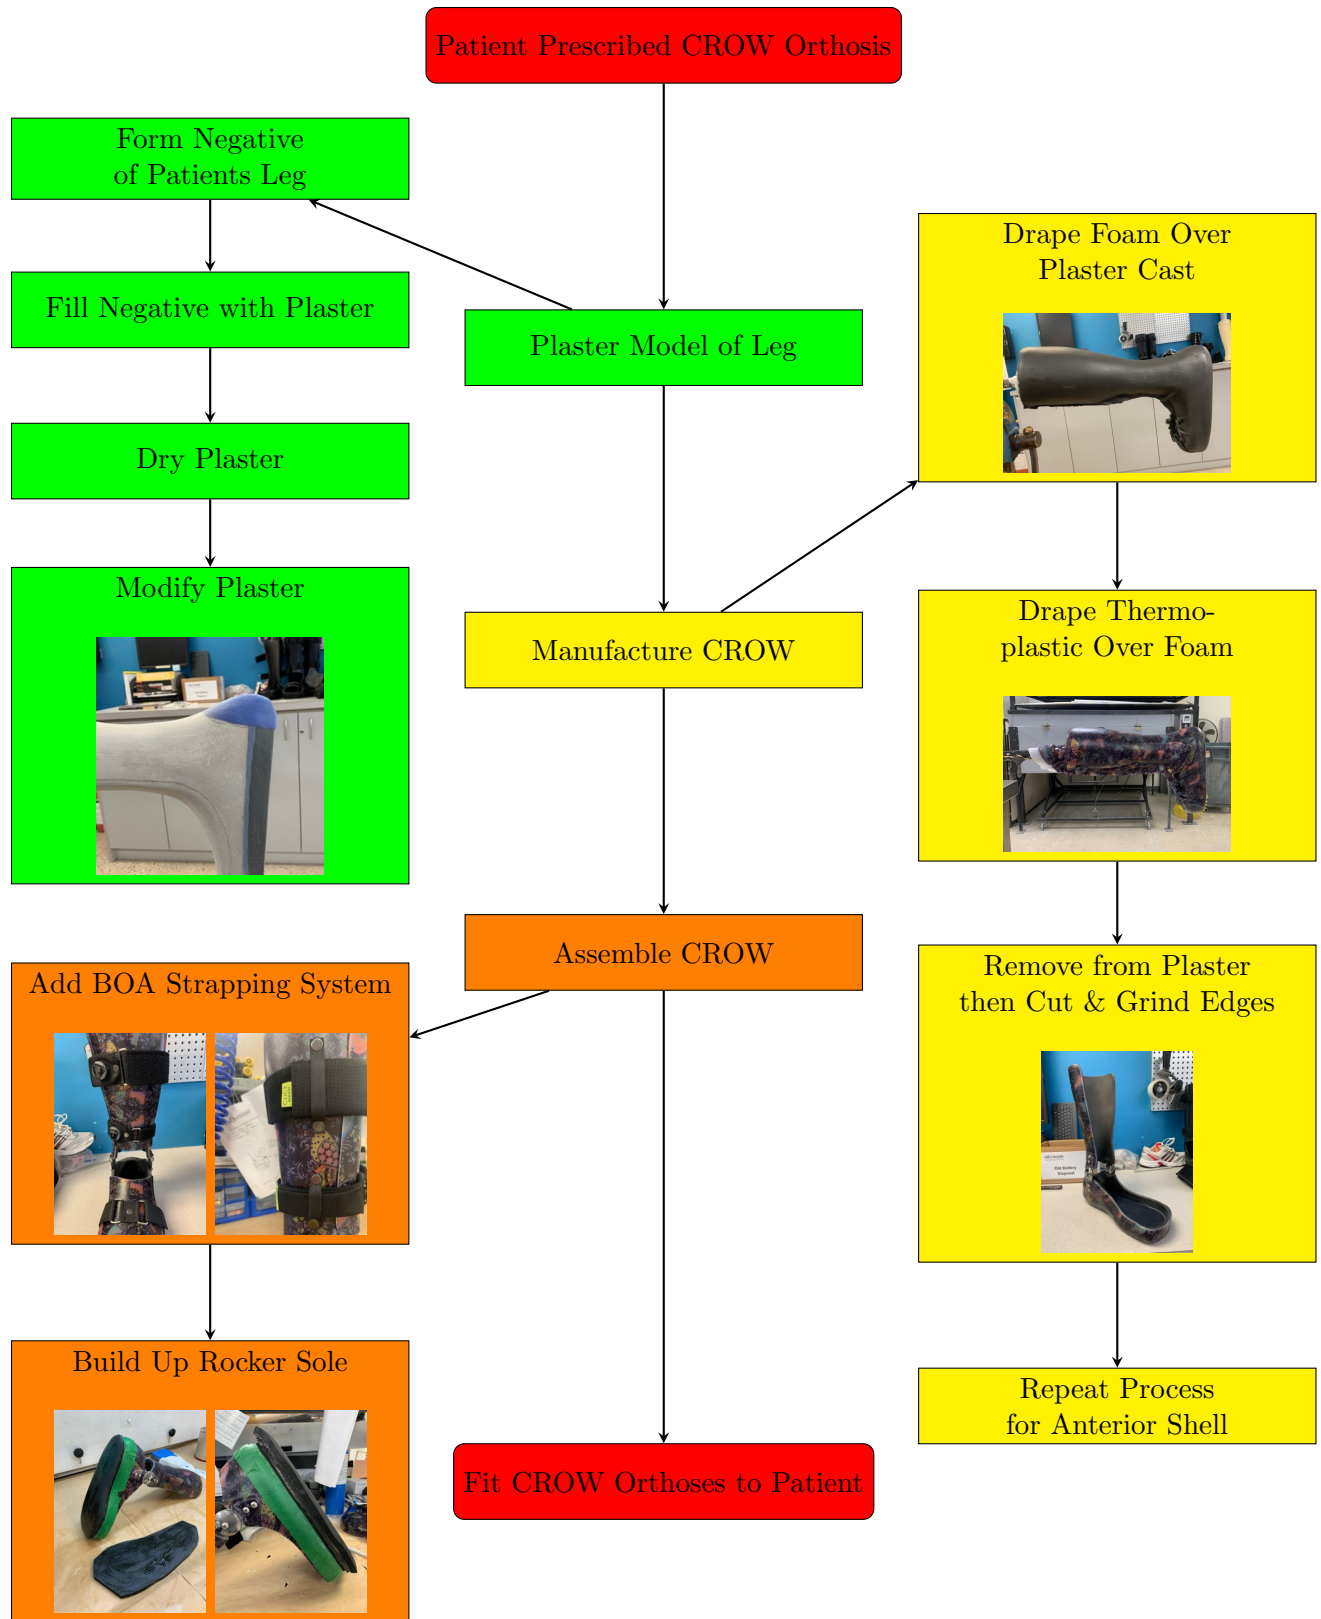 Patient Prescribed CROW Orthosis
Form Negative
of Patients Leg
Fill Negative with Plaster
Dry Plaster
Modify Plaster
Plaster Model of Leg
Manufacture CROW
Assemble CROW
Drape Foam Over
Plaster Cast
Drape Thermo-
plastic Over Foam
Remove from Plaster
then Cut & Grind Edges
Old Battery
Disposal
Repeat Process
for Anterior Shell
Add BOA Strapping System
Build Up Rocker Sole
Fit CROW Orthoses to Patient